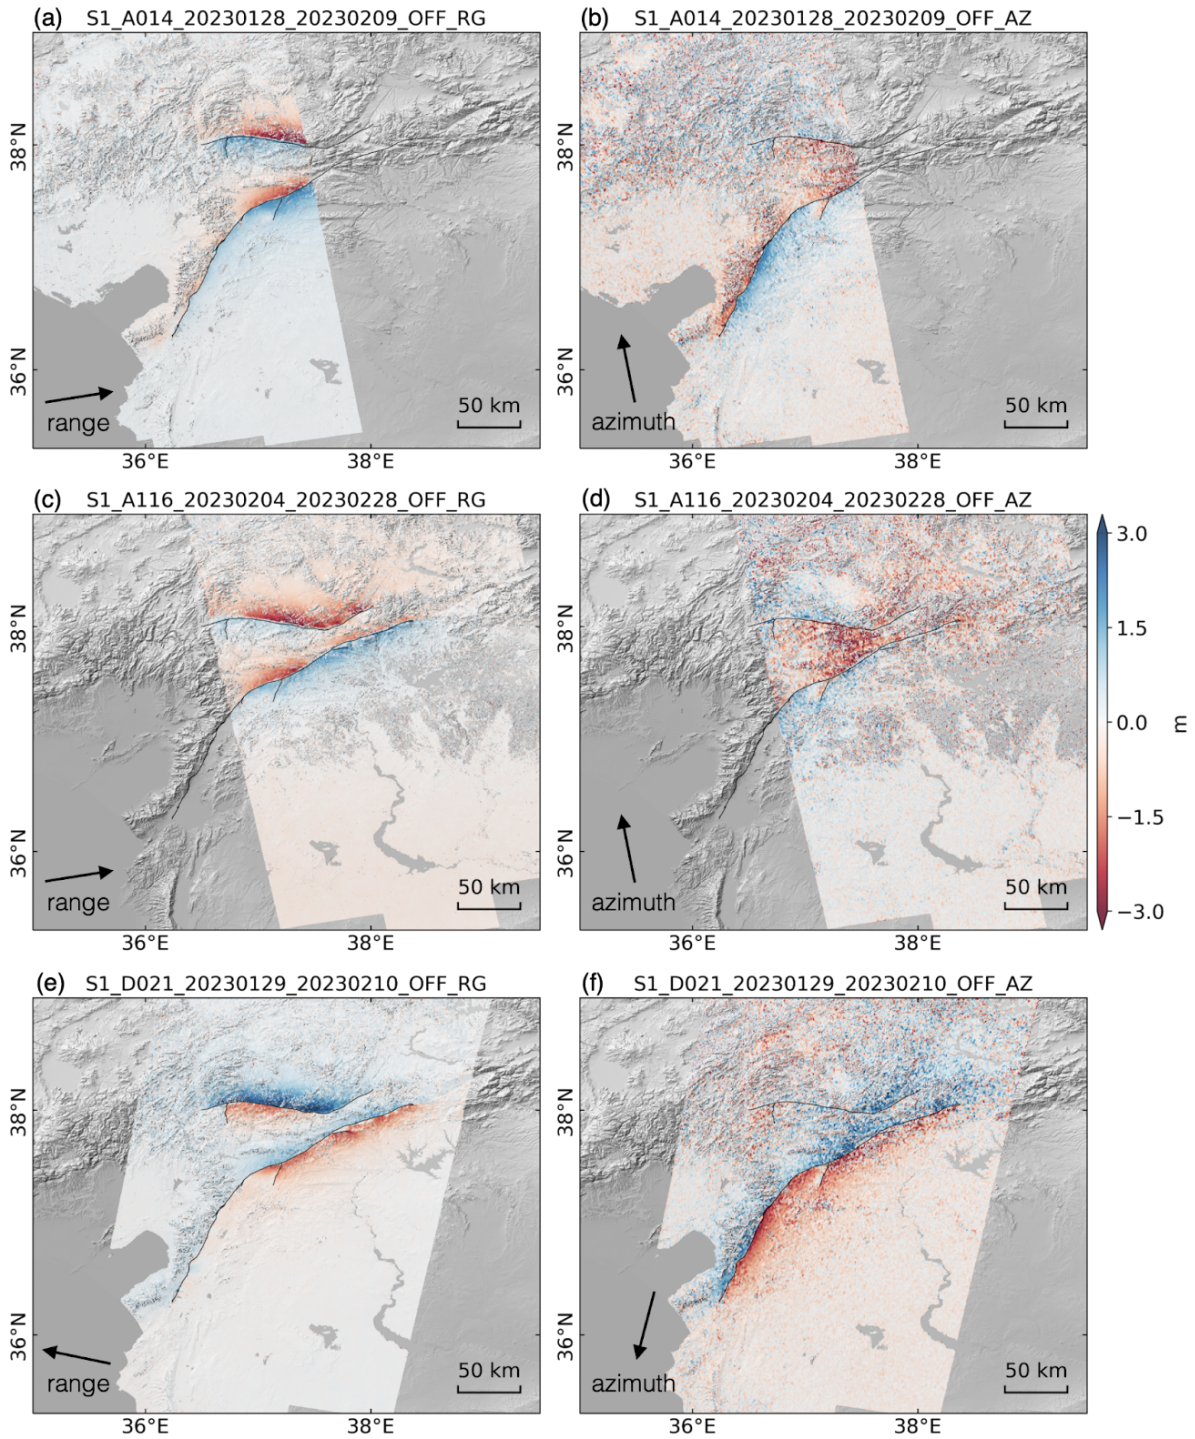 (a) S1_A014_20230128_20230209_OFF_RG
38°N
36°N
range
50 km
36°E 38°E
(b) S1_A014_20230128_20230209_OFF_AZ
38°N
36°N
azimuth
50 km
36°E 38°E
(c) S1_A116_20230204_20230228_OFF_RG
38°N
36°N
range
50 km
36°E 38°E
(d) S1_A116_20230204_20230228_OFF_AZ
38°N
36°N
azimuth
50 km
36°E 38°E
3.0
1.5
0.0
m
−1.5
−3.0
(e) S1_D021_20230129_20230210_OFF_RG
38°N
36°N
range
50 km
36°E 38°E
(f) S1_D021_20230129_20230210_OFF_AZ
38°N
36°N
azimuth
50 km
36°E 38°E